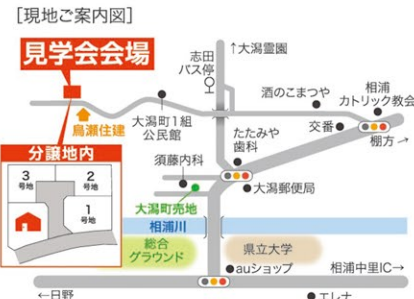 ［現地ご案内図］
見学会会場
志田
バス停
↑大潟霊園
酒のこまつや
相浦
カトリック教会
鳥瀬住建
大潟町1組
公民館
たたみや
歯科
交番
棚方→
分譲地内
3
号地
2
号地
1
号地
須藤内科
大潟郵便局
大潟町売地
相浦川
総合
グラウンド
県立大学
auショップ
相浦中里IC→
←日野
エレナ